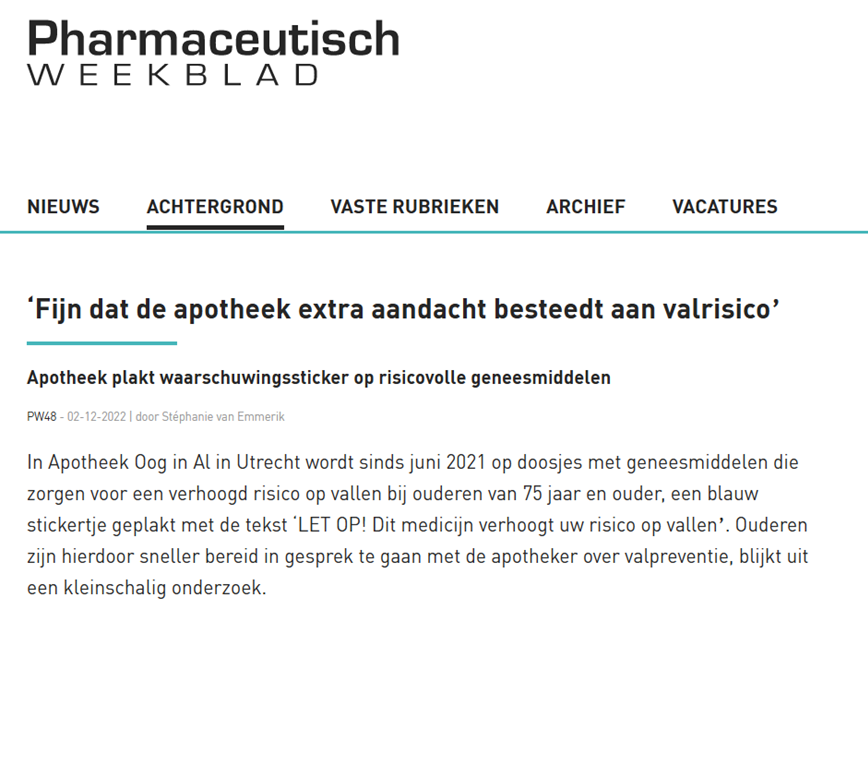 Pharmaceutisch
WEEKBLAD
NIEUWS ACHTERGROND VASTE RUBRIEKEN ARCHIEF VACATURES
‘Fijn dat de apotheek extra aandacht besteedt aan valrisico’
Apotheek plakt waarschuwingssticker op risicovolle geneesmiddelen
PW48 - 02-12-2022 | door Stéphanie van Emmerik
In Apotheek Oog in Al in Utrecht wordt sinds juni 2021 op doosjes met geneesmiddelen die
zorgen voor een verhoogd risico op vallen bij ouderen van 75 jaar en ouder, een blauw
stickertje geplakt met de tekst ‘LET OP! Dit medicijn verhoogt uw risico op vallen’. Ouderen
zijn hierdoor sneller bereid in gesprek te gaan met de apotheker over valpreventie, blijkt uit
een kleinschalig onderzoek.